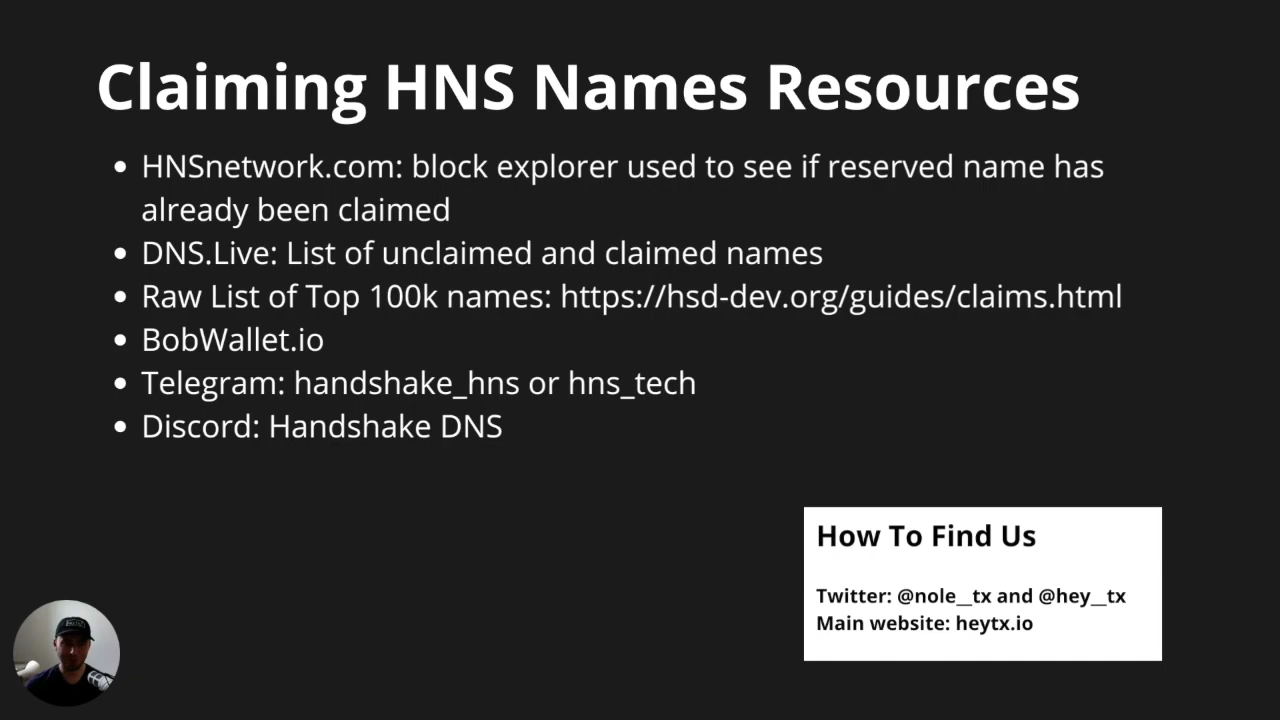 Claiming HNS Names Resources
• HNSnetwork.com: block explorer used to see if reserved name has
already been claimed
• DNS.Live: List of unclaimed and claimed names
• Raw List of Top 100k names: https://hsd-dev.org/guides/claims.html
• BobWallet.io
• Telegram: handshake_hns or hns_tech
• Discord: Handshake DNS
How To Find Us
Twitter: @nole__tx and @hey__tx
Main website: heytx.io